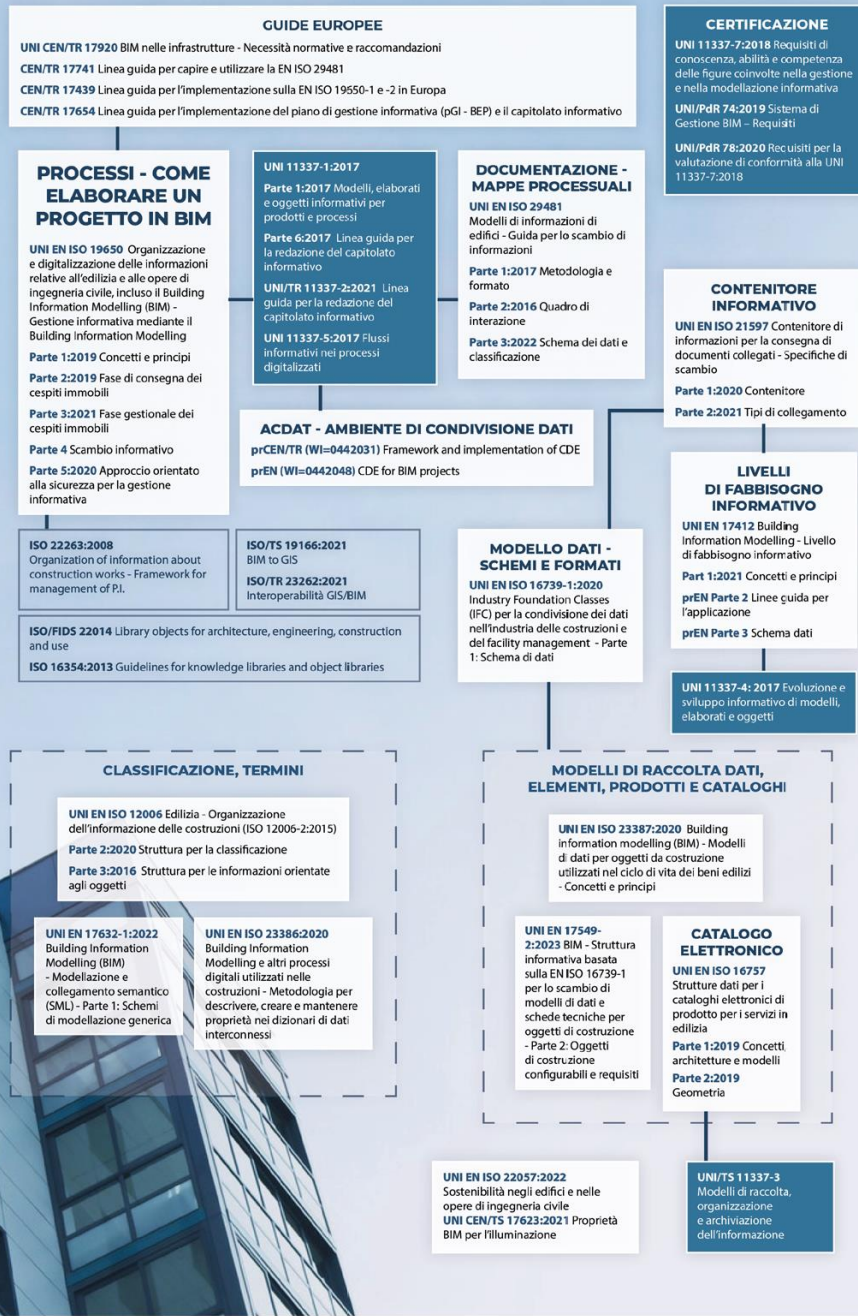 GUIDE EUROPEE
UNI CEN/TR 17920 BIM nelle infrastrutture - Necessità normative e raccomandazioni
CEN/TR 17741 Linea guida per capire e utilizzare la EN ISO 29481
CEN/TR 17439 Linea guida per l'implementazione sulla EN ISO 19650-1 e -2 in Europa
CEN/TR 17654 Linea guida per l'implementazione del piano di gestione informativa (pGI - BEP) e il capitolato informativo
CERTIFICAZIONE
UNI 11337-7:2018 Requisiti di
conoscenza, abilità e competenza
delle figure coinvolte nella gestione
e nella modellazione informativa
UNI/PdR 74:2019 Sistema di
Gestione BIM – Requisiti
UNI/PdR 78:2020 Requisiti per la
valutazione di conformità alla UNI
11337-7:2018
PROCESSI - COME
ELABORARE UN
PROGETTO IN BIM
UNI EN ISO 19650 Organizzazione
e digitalizzazione delle informazioni
relative all'edilizia e alle opere di
ingegneria civile, incluso il Building
Information Modelling (BIM) -
Gestione informativa mediante il
Building Information Modelling
Parte 1:2019 Concetti e principi
Parte 2:2019 Fase di consegna dei
cespiti immobili
Parte 3:2021 Fase gestionale dei
cespiti immobili
Parte 4 Scambio informativo
Parte 5:2020 Approccio orientato
alla sicurezza per la gestione
informativa
UNI 11337-1:2017
Parte 1:2017 Modelli, elaborati
e oggetti informativi per
prodotti e processi
Parte 6:2017 Linea guida per
la redazione del capitolato
informativo
UNI/TR 11337-2:2021 Linea
guida per la redazione del
capitolato informativo
UNI 11337-5:2017 Flussi
informativi nei processi
digitalizzati
DOCUMENTAZIONE -
MAPPE PROCESSUALI
UNI EN ISO 29481
Modelli di informazioni di
edifici - Guida per lo scambio di
informazioni
Parte 1:2017 Metodologia e
formato
Parte 2:2016 Quadro di
interazione
Parte 3:2022 Schema dei dati e
classificazione
CONTENITORE
INFORMATIVO
UNI EN ISO 21597 Contenitore di
informazioni per la consegna di
documenti collegati - Specifiche di
scambio
Parte 1:2020 Contenitore
Parte 2:2021 Tipi di collegamento
ACDAT - AMBIENTE DI CONDIVISIONE DATI
prCEN/TR (WI=0442031) Framework and implementation of CDE
prEN (WI=0442048) CDE for BIM projects
LIVELLI
DI FABBISOGNO
INFORMATIVO
UNI EN 17412 Building
Information Modelling - Livello
di fabbisogno informativo
Part 1:2021 Concetti e principi
prEN Parte 2 Linee guida per
l'applicazione
prEN Parte 3 Schema dati
ISO 22263:2008
Organization of information about
construction works - Framework for
management of P.I.
ISO/TS 19166:2021
BIM to GIS
ISO/TR 23262:2021
Interoperabilità GIS/BIM
MODELLO DATI -
SCHEMI E FORMATI
UNI EN ISO 16739-1:2020
Industry Foundation Classes
(IFC) per la condivisione dei dati
nell'industria delle costruzioni e
del facility management - Parte
1: Schema di dati
ISO/FIDS 22014 Library objects for architecture, engineering, construction
and use
ISO 16354:2013 Guidelines for knowledge libraries and object libraries
UNI 11337-4: 2017 Evoluzione e
sviluppo informativo di modelli,
elaborati e oggetti
CLASSIFICAZIONE, TERMINI
UNI EN ISO 12006 Edilizia - Organizzazione
dell'informazione delle costruzioni (ISO 12006-2:2015)
Parte 2:2020 Struttura per la classificazione
Parte 3:2016 Struttura per le informazioni orientate
agli oggetti
UNI EN 17632-1:2022
Building Information
Modelling (BIM)
- Modellazione e
collegamento semantico
(SML) - Parte 1: Schemi
di modellazione generica
UNI EN ISO 23386:2020
Building Information
Modelling e altri processi
digitali utilizzati nelle
costruzioni - Metodologia per
descrivere, creare e mantenere
proprietà nei dizionari di dati
interconnessi
MODELLI DI RACCOLTA DATI,
ELEMENTI, PRODOTTI E CATALOGHI
UNI EN ISO 23387:2020 Building
information modelling (BIM) - Modelli
di dati per oggetti da costruzione
utilizzati nel ciclo di vita dei beni edilizi
- Concetti e principi
UNI EN 17549-
2:2023 BIM - Struttura
informativa basata
sulla EN ISO 16739-1
per lo scambio di
modelli di dati e
schede tecniche per
oggetti di costruzione
- Parte 2: Oggetti
di costruzione
configurabili e requisiti
CATALOGO
ELETTRONICO
UNI EN ISO 16757
Strutture dati per i
cataloghi elettronici di
prodotto per i servizi in
edilizia
Parte 1:2019 Concetti,
architetture e modelli
Parte 2:2019
Geometria
UNI EN ISO 22057:2022
Sostenibilità negli edifici e nelle
opere di ingegneria civile
UNI CEN/TS 17623:2021 Proprietà
BIM per l'illuminazione
UNI/TS 11337-3
Modelli di raccolta,
organizzazione
e archiviazione
dell'informazione